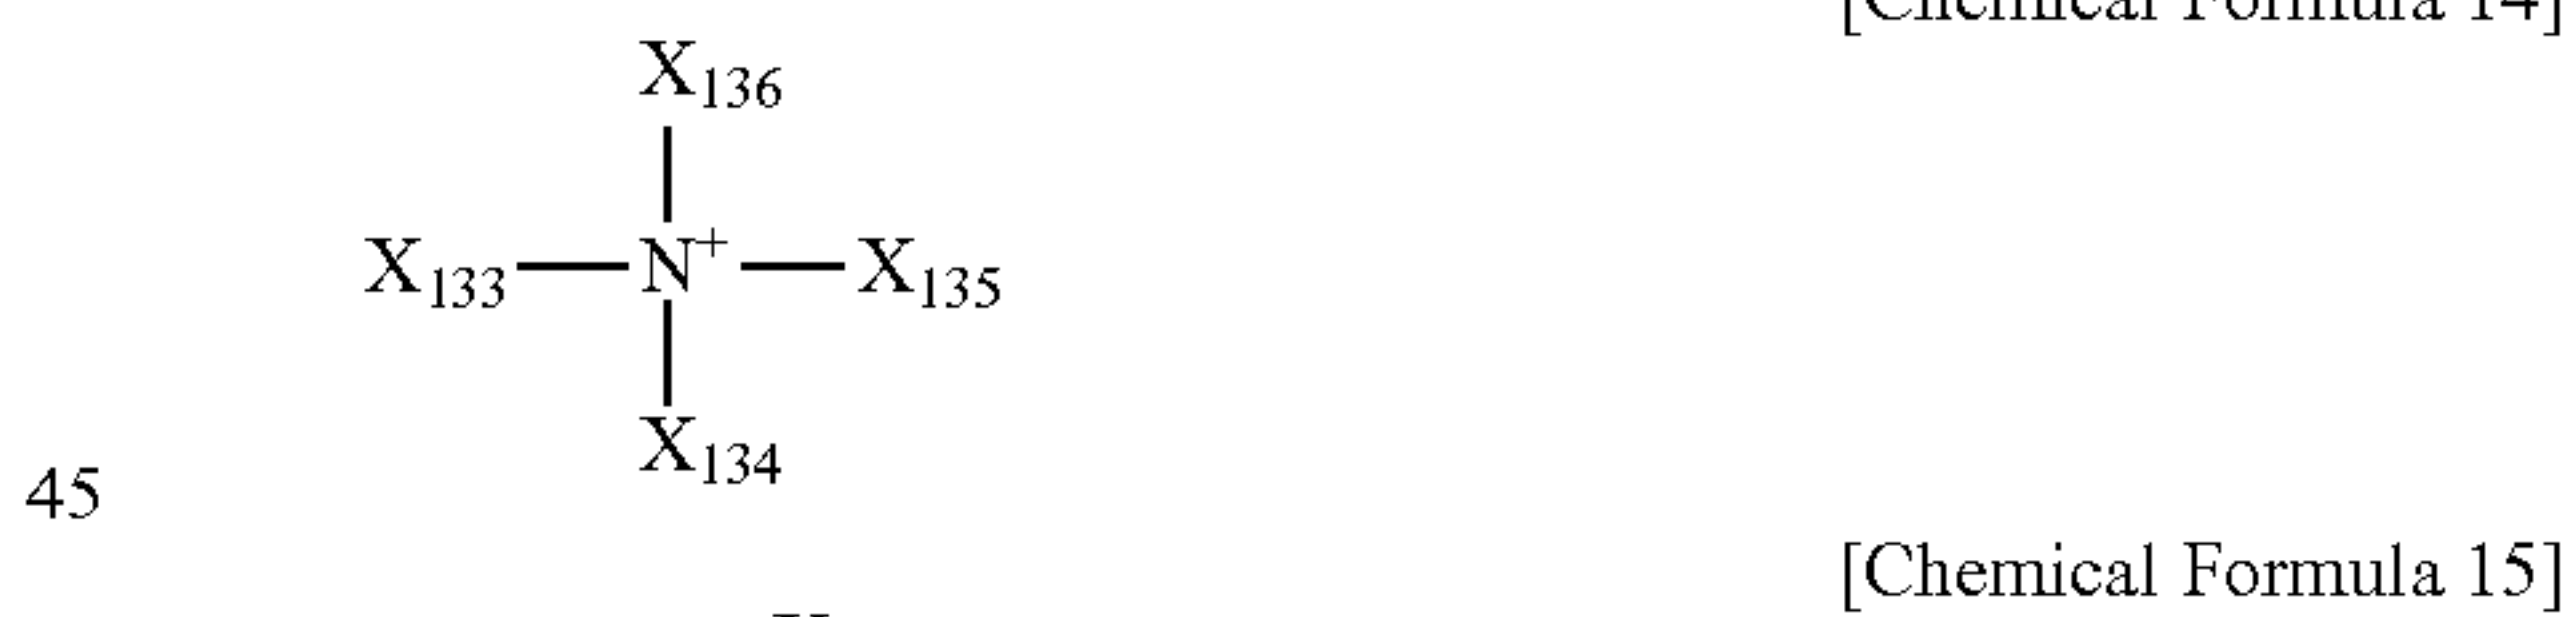 [Chemical Formula 14]
X136
X133—N+—X135
X134
45
[Chemical Formula 15]